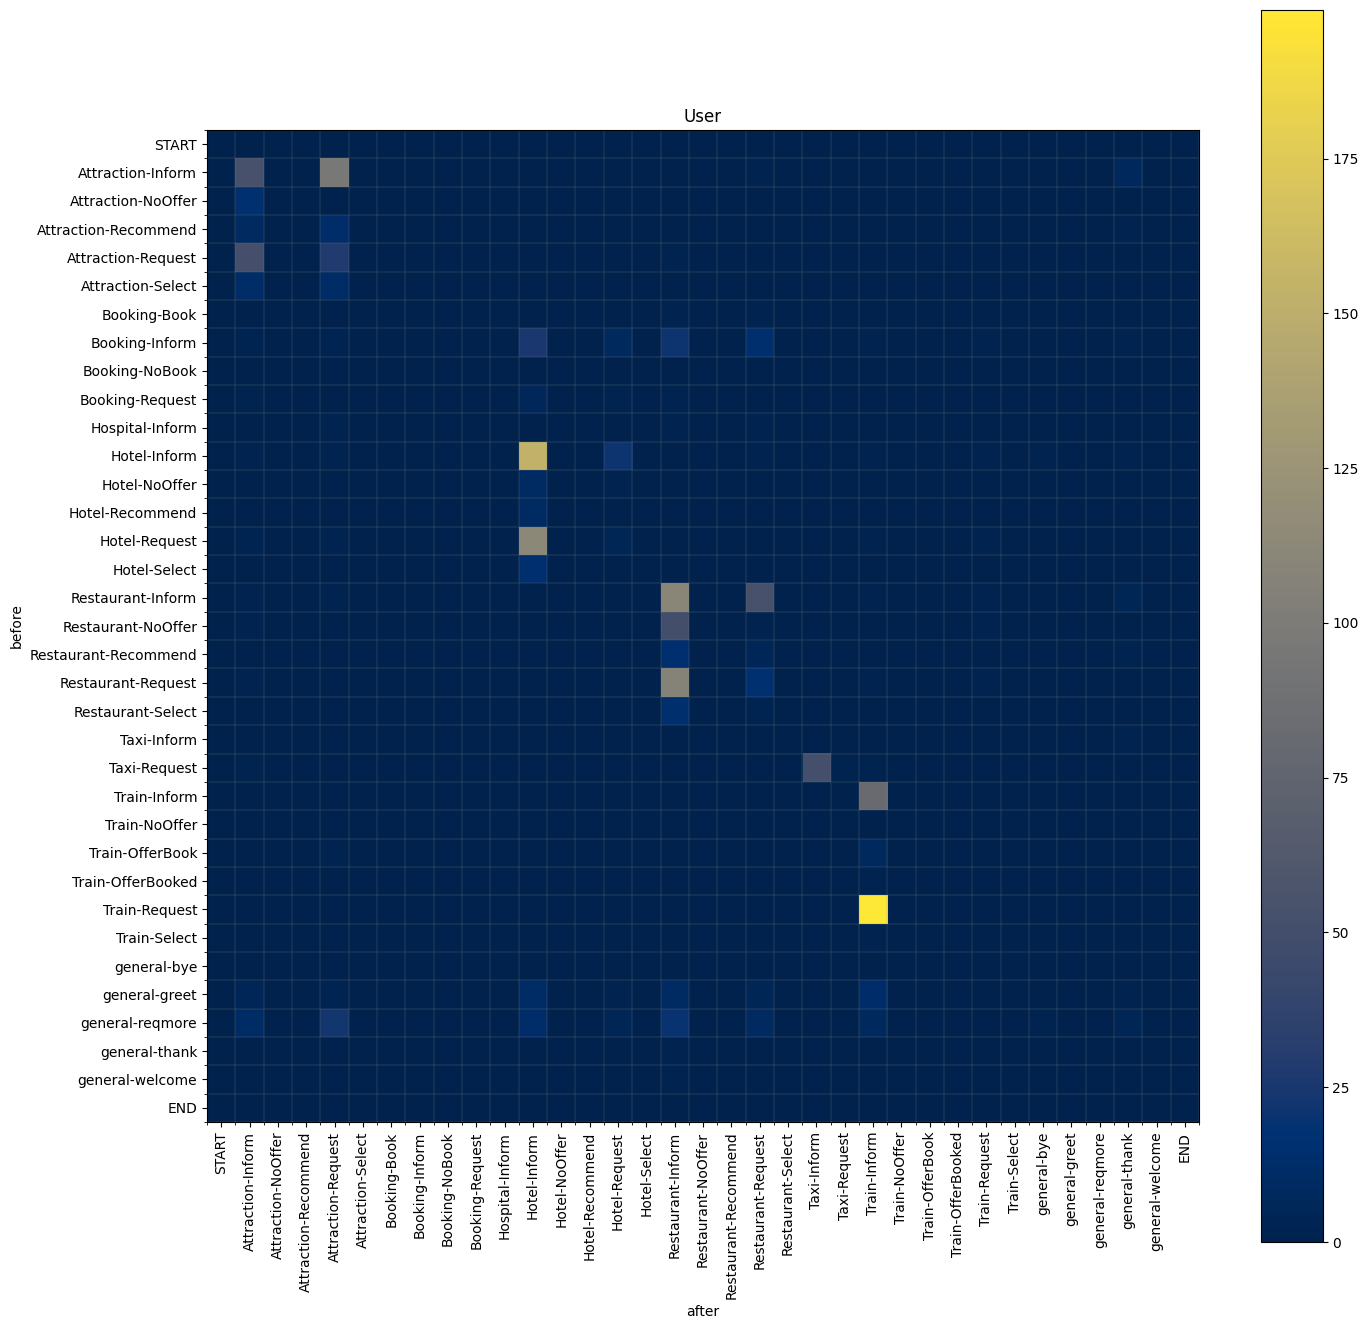 User
START
Attraction-Inform
Attraction-NoOffer
Attraction-Recommend
Attraction-Request
Attraction-Select
Booking-Book
Booking-Inform
Booking-NoBook
Booking-Request
Hospital-Inform
Hotel-Inform
Hotel-NoOffer
Hotel-Recommend
Hotel-Request
Hotel-Select
Restaurant-Inform
Restaurant-NoOffer
Restaurant-Recommend
Restaurant-Request
Restaurant-Select
Taxi-Inform
Taxi-Request
Train-Inform
Train-NoOffer
Train-OfferBook
Train-OfferBooked
Train-Request
Train-Select
general-bye
general-greet
general-reqmore
general-thank
general-welcome
END
before
START
Attraction-Inform
Attraction-NoOffer
Attraction-Recommend
Attraction-Request
Attraction-Select
Booking-Book
Booking-Inform
Booking-NoBook
Booking-Request
Hospital-Inform
Hotel-Inform
Hotel-NoOffer
Hotel-Recommend
Hotel-Request
Hotel-Select
Restaurant-Inform
Restaurant-NoOffer
Restaurant-Recommend
Restaurant-Request
Restaurant-Select
Taxi-Inform
Taxi-Request
Train-Inform
Train-NoOffer
Train-OfferBook
Train-OfferBooked
Train-Request
Train-Select
general-bye
general-greet
general-reqmore
general-thank
general-welcome
END
after
175
150
125
100
75
50
25
0